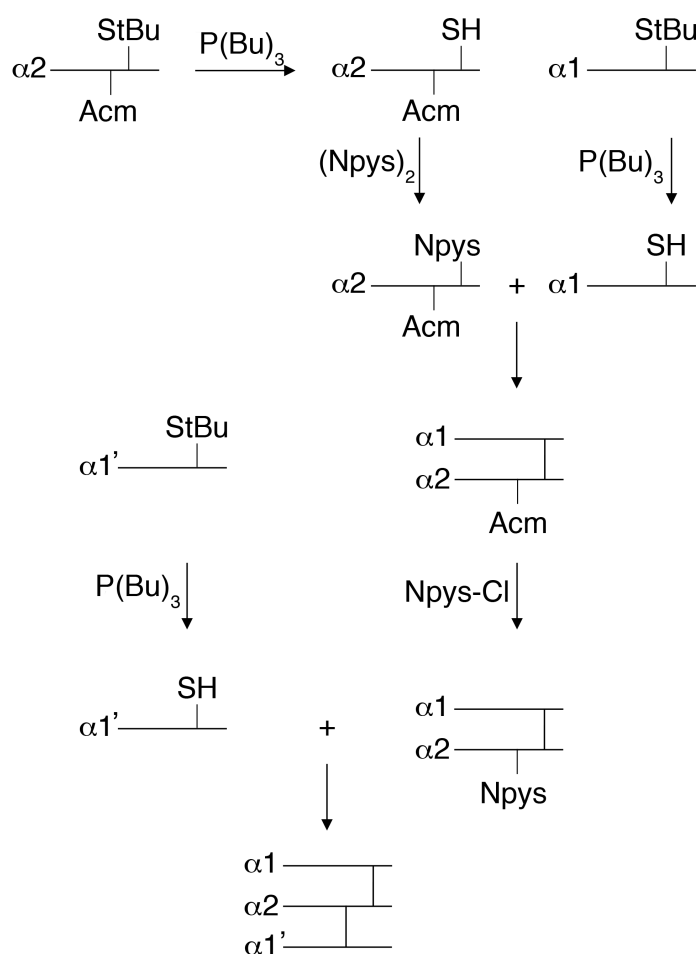 StBu
P(Bu)₃
α2
Acm
SH
α2
Acm
StBu
α1
(Npys)₂
P(Bu)₃
Npys
α2
Acm
+
SH
α1
StBu
α1’
α1
α2
Acm
P(Bu)₃
Npys-Cl
SH
α1’
+
α1
α2
Npys
α1
α2
α1’